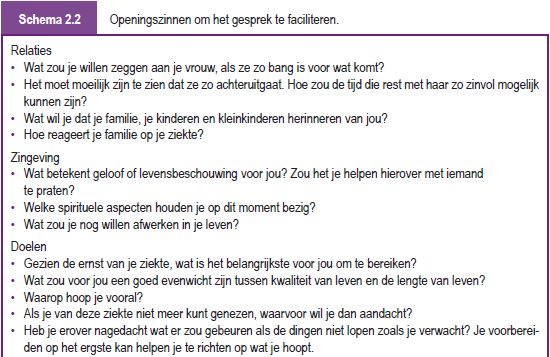 Schema 2.2 Openingszinnen om het gesprek te faciliteren.
Relaties
• Wat zou je willen zeggen aan je vrouw, als ze zo bang is voor wat komt?
• Het moet moeilijk zijn te zien dat ze zo achteruitgaat. Hoe zou de tijd die rest met haar zo zinvol mogelijk
kunnen zijn?
• Wat wil je dat je familie, je kinderen en kleinkinderen herinneren van jou?
• Hoe reageert je familie op je ziekte?
Zingeving
• Wat betekent geloof of levensbeschouwing voor jou? Zou het je helpen hierover met iemand
te praten?
• Welke spirituele aspecten houden je op dit moment bezig?
• Wat zou je nog willen afwerken in je leven?
Doelen
• Gezien de ernst van je ziekte, wat is het belangrijkste voor jou om te bereiken?
• Wat zou voor jou een goed evenwicht zijn tussen kwaliteit van leven en de lengte van leven?
• Waarop hoop je vooral?
• Als je van deze ziekte niet meer kunt genezen, waarvoor wil je dan aandacht?
• Heb je erover nagedacht wat er zou gebeuren als de dingen niet lopen zoals je verwacht? Je voorberei-
den op het ergste kan helpen je te richten op wat je hoopt.